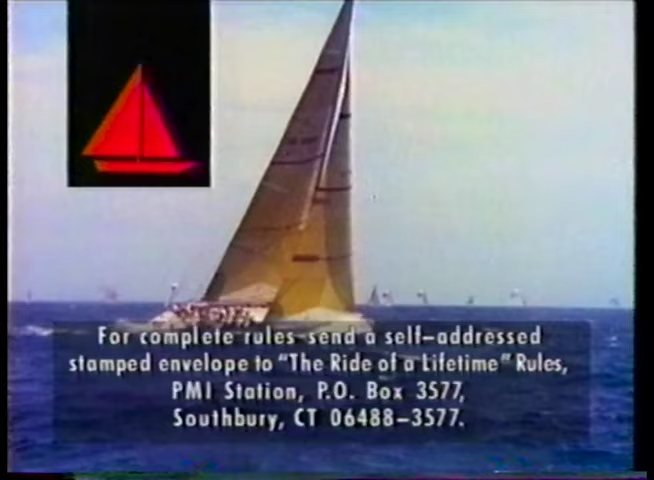 For complete rules send a self-addressed
stamped envelope to "The Ride of a Lifetime" Rules,
PMI Station, P.O. Box 3577,
Southbury, CT 06488-3577.